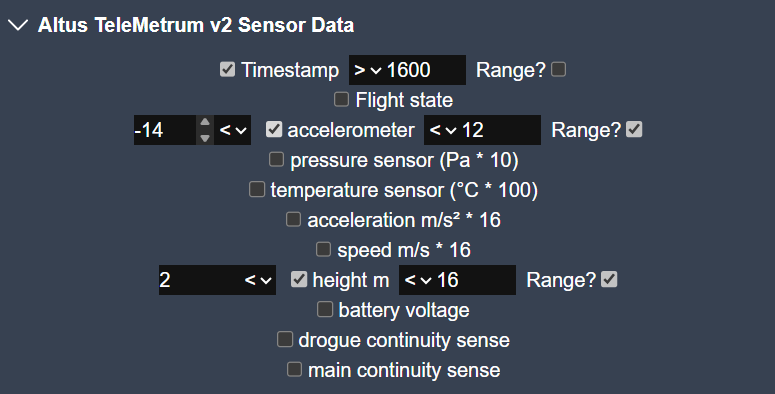 Altus TeleMetrum v2 Sensor Data
Timestamp > 1600 Range?
Flight state
-14 < accelerometer < 12 Range?
pressure sensor (Pa * 10)
temperature sensor (°C * 100)
acceleration m/s² * 16
speed m/s * 16
2 < height m < 16 Range?
battery voltage
drogue continuity sense
main continuity sense